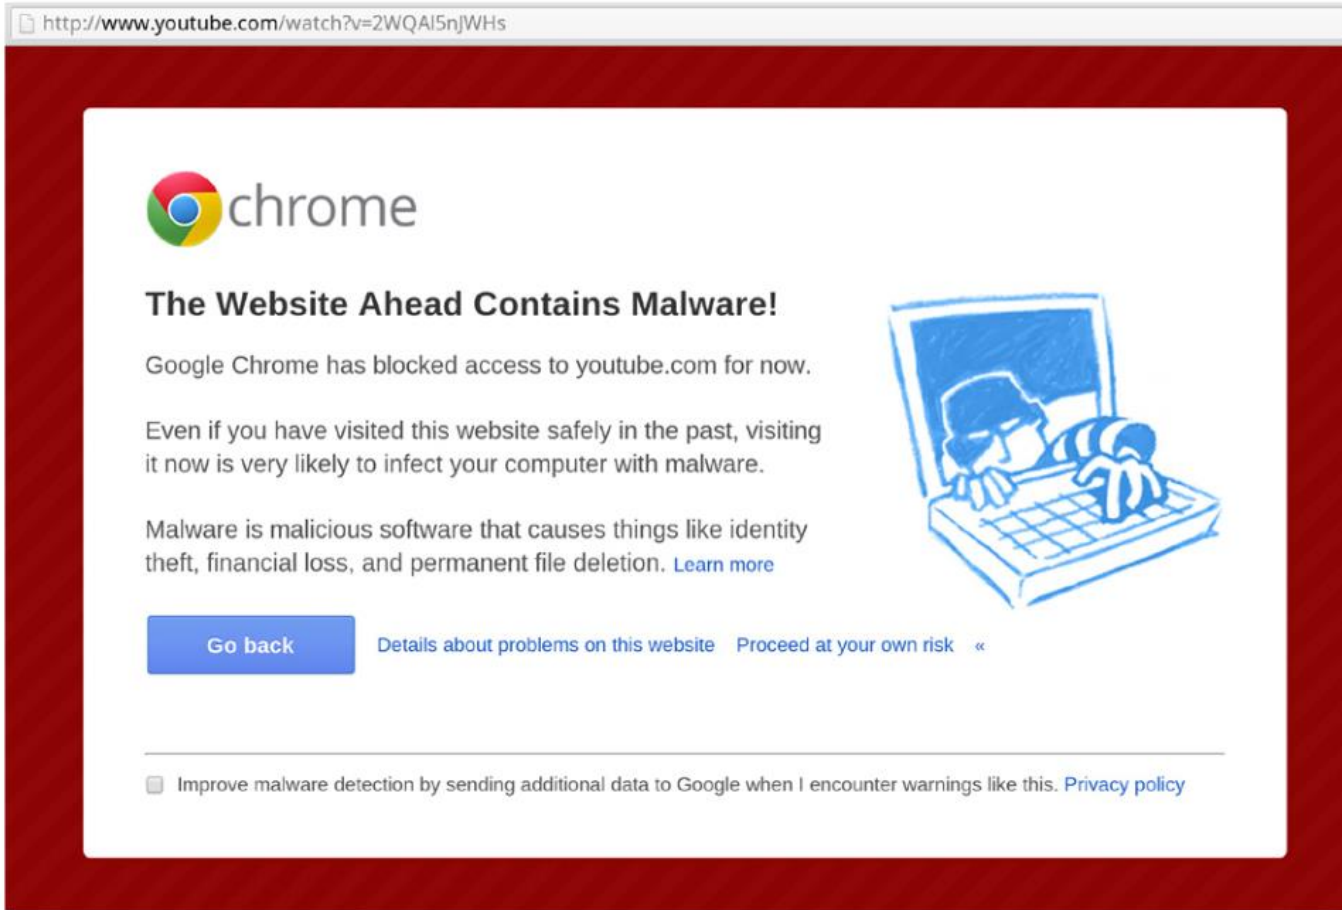 http://www.youtube.com/watch?v=2WQAl5nJWHs
chrome
The Website Ahead Contains Malware!
Google Chrome has blocked access to youtube.com for now.
Even if you have visited this website safely in the past, visiting
it now is very likely to infect your computer with malware.
Malware is malicious software that causes things like identity
theft, financial loss, and permanent file deletion. Learn more
Go back Details about problems on this website Proceed at your own risk «
Improve malware detection by sending additional data to Google when I encounter warnings like this. Privacy policy